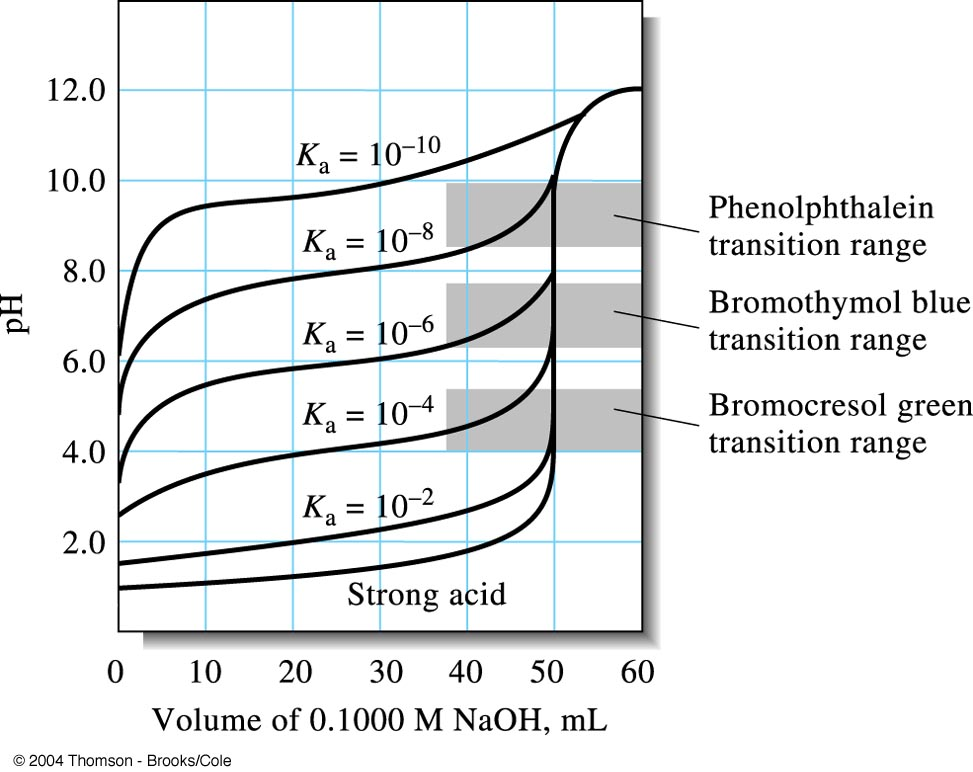 12.0
10.0
8.0
6.0
4.0
2.0
pH
Kₐ = 10⁻¹⁰
Kₐ = 10⁻⁸
Kₐ = 10⁻⁶
Kₐ = 10⁻⁴
Kₐ = 10⁻²
Strong acid
Phenolphthalein
transition range
Bromothymol blue
transition range
Bromocresol green
transition range
0 10 20 30 40 50 60
Volume of 0.1000 M NaOH, mL
© 2004 Thomson - Brooks/Cole